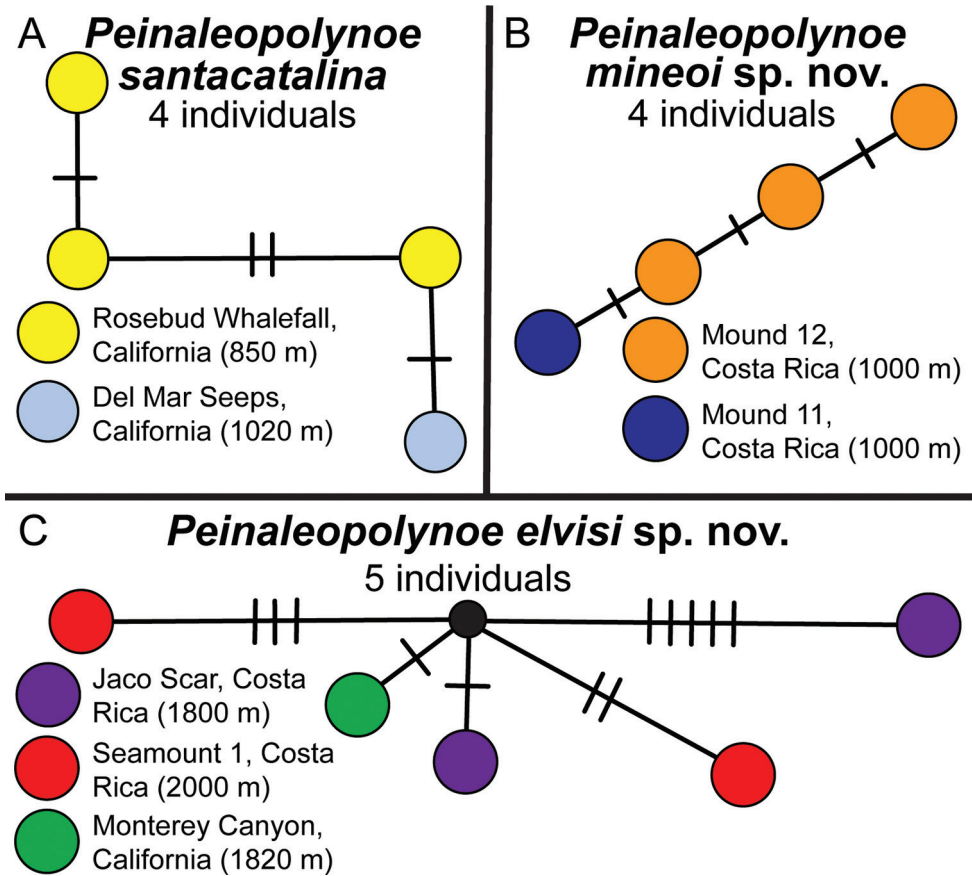 A
Peinaleopolynoe
santacatalina
4 individuals
Rosebud Whalefall,
California (850 m)
Del Mar Seeps,
California (1020 m)
B
Peinaleopolynoe
mineoi sp. nov.
4 individuals
Mound 12,
Costa Rica (1000 m)
Mound 11,
Costa Rica (1000 m)
C
Peinaleopolynoe elvisi sp. nov.
5 individuals
Jaco Scar, Costa
Rica (1800 m)
Seamount 1, Costa
Rica (2000 m)
Monterey Canyon,
California (1820 m)